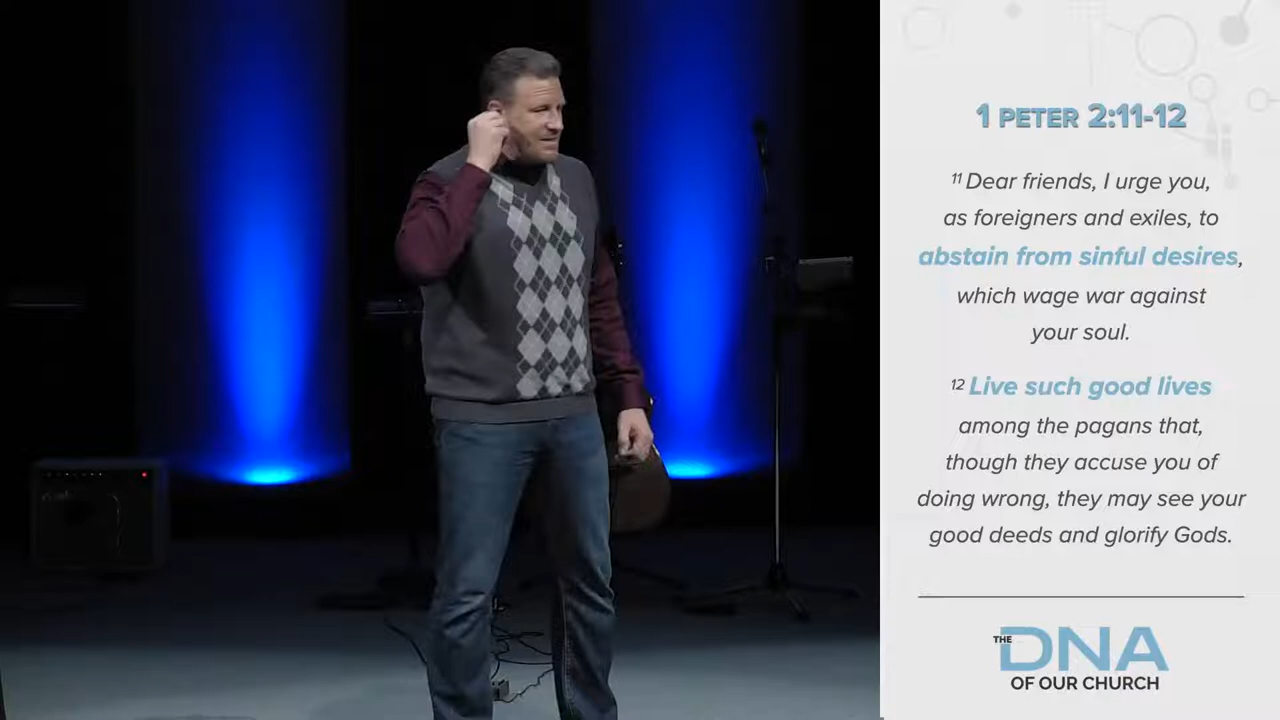 1 PETER 2:11-12
11 Dear friends, I urge you,
as foreigners and exiles, to
abstain from sinful desires,
which wage war against
your soul.
12 Live such good lives
among the pagans that,
though they accuse you of
doing wrong, they may see your
good deeds and glorify Gods.
THE DNA
OF OUR CHURCH